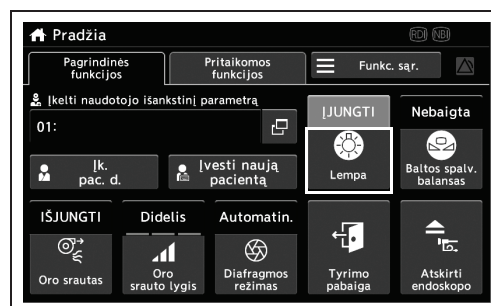 Pradžia
RDI NBI
Pagrindinės
funkcijos
Pritaikomos
funkcijos
Funkc. sąr.
Įkelti naudotojo išankstinį parametrą
01:
Įk.
pac. d.
Įvesti naują
pacientą
ĮJUNGTI
Lempa
Nebaigta
Baltos spalv.
balansas
IŠJUNGTI
Oro srautas
Didelis
Oro
srauto lygis
Automatin.
Diafragmos
režimas
Tyrimo
pabaiga
Atskirti
endoskopo